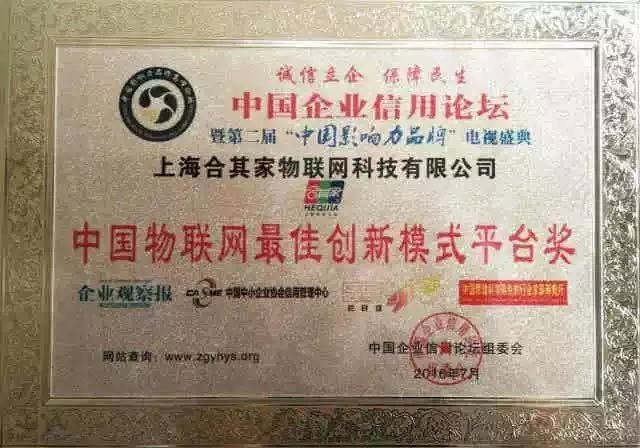 诚信立企 保障民生
中国企业信用论坛
暨第二届“中国影响力品牌”电视盛典
上海合其家物联网科技有限公司
合其家
HEQIJIA
中国物联网最佳创新模式平台奖
企业观察报 CASME 中国中小企业协会信用管理中心
网站查询：www.zgyhys.org
中国企业信用论坛组委会
2016年7月